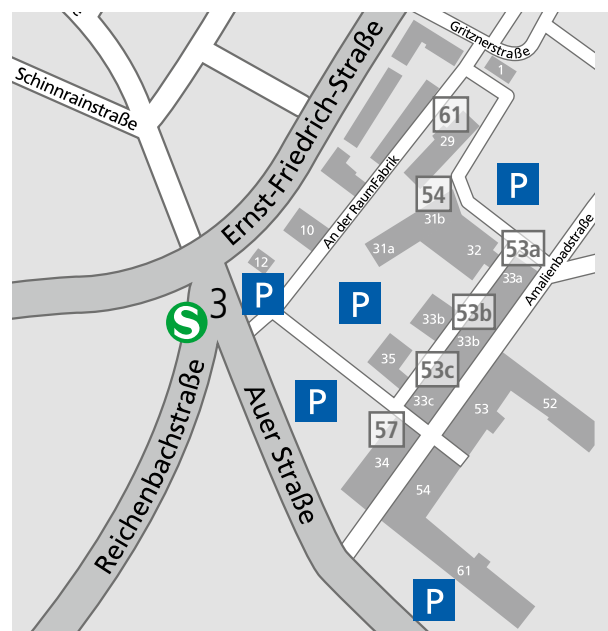 Gritznerstraße
1
Schinnrainstraße
Ernst-Friedrich-Straße
61
29
An der RaumFabrik
P
54
31b
10
31a
32
53a
33a
Amalienbadstraße
12
P
P
3
S
33b
53b
33b
35
53c
33c
P
Reichenbachstraße
Auer Straße
57
34
53
52
54
61
P